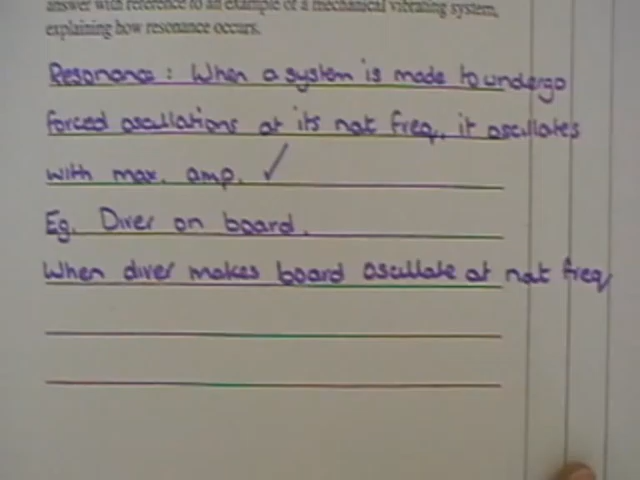 answer with reference to an example of a mechanical vibrating system,
explaining how resonance occurs.
Resonance : When a system is made to undergo
forced oscillations at its nat freq, it oscillates
with max. amp. ✓
Eg. Diver on board.
When diver makes board oscillate at nat freq